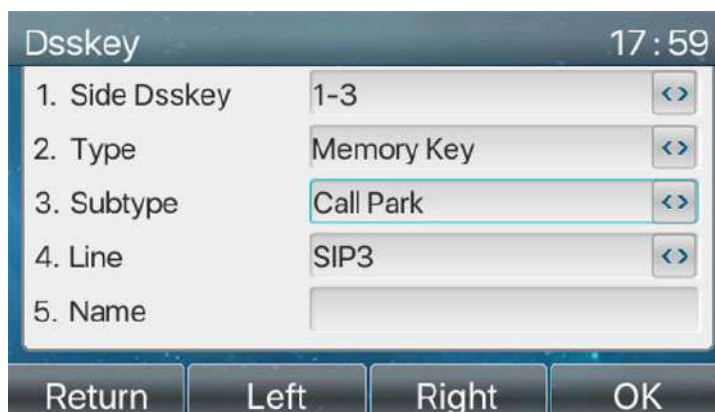 Dsskey 17:59
1. Side Dsskey 1-3
2. Type Memory Key
3. Subtype Call Park
4. Line SIP3
5. Name
Return Left Right OK